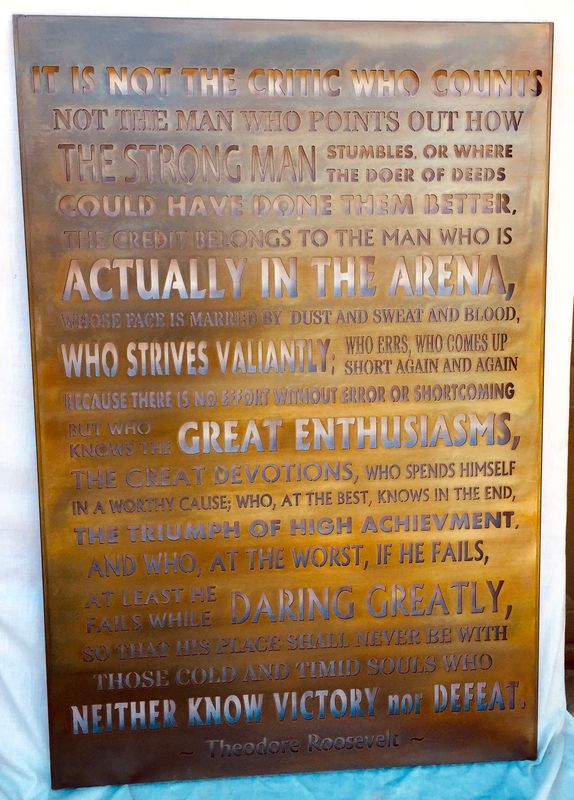 IT IS NOT THE CRITIC WHO COUNTS
NOT THE MAN WHO POINTS OUT HOW
THE STRONG MAN STUMBLES, OR WHERE
THE DOER OF DEEDS
COULD HAVE DONE THEM BETTER,
THE CREDIT BELONGS TO THE MAN WHO IS
ACTUALLY IN THE ARENA,
WHOSE FACE IS MARRED BY DUST AND SWEAT AND BLOOD,
WHO STRIVES VALIANTLY; WHO ERRS, WHO COMES UP
SHORT AGAIN AND AGAIN
BECAUSE THERE IS NO EFFORT WITHOUT ERROR OR SHORTCOMING
BUT WHO
KNOWS THE GREAT ENTHUSIASMS,
THE GREAT DEVOTIONS, WHO SPENDS HIMSELF
IN A WORTHY CAUSE; WHO, AT THE BEST, KNOWS IN THE END,
THE TRIUMPH OF HIGH ACHIEVMENT,
AND WHO, AT THE WORST, IF HE FAILS,
AT LEAST HE
FAILS WHILE DARING GREATLY,
SO THAT HIS PLACE SHALL NEVER BE WITH
THOSE COLD AND TIMID SOULS WHO
NEITHER KNOW VICTORY nor DEFEAT.
~ Theodore Roosevelt ~